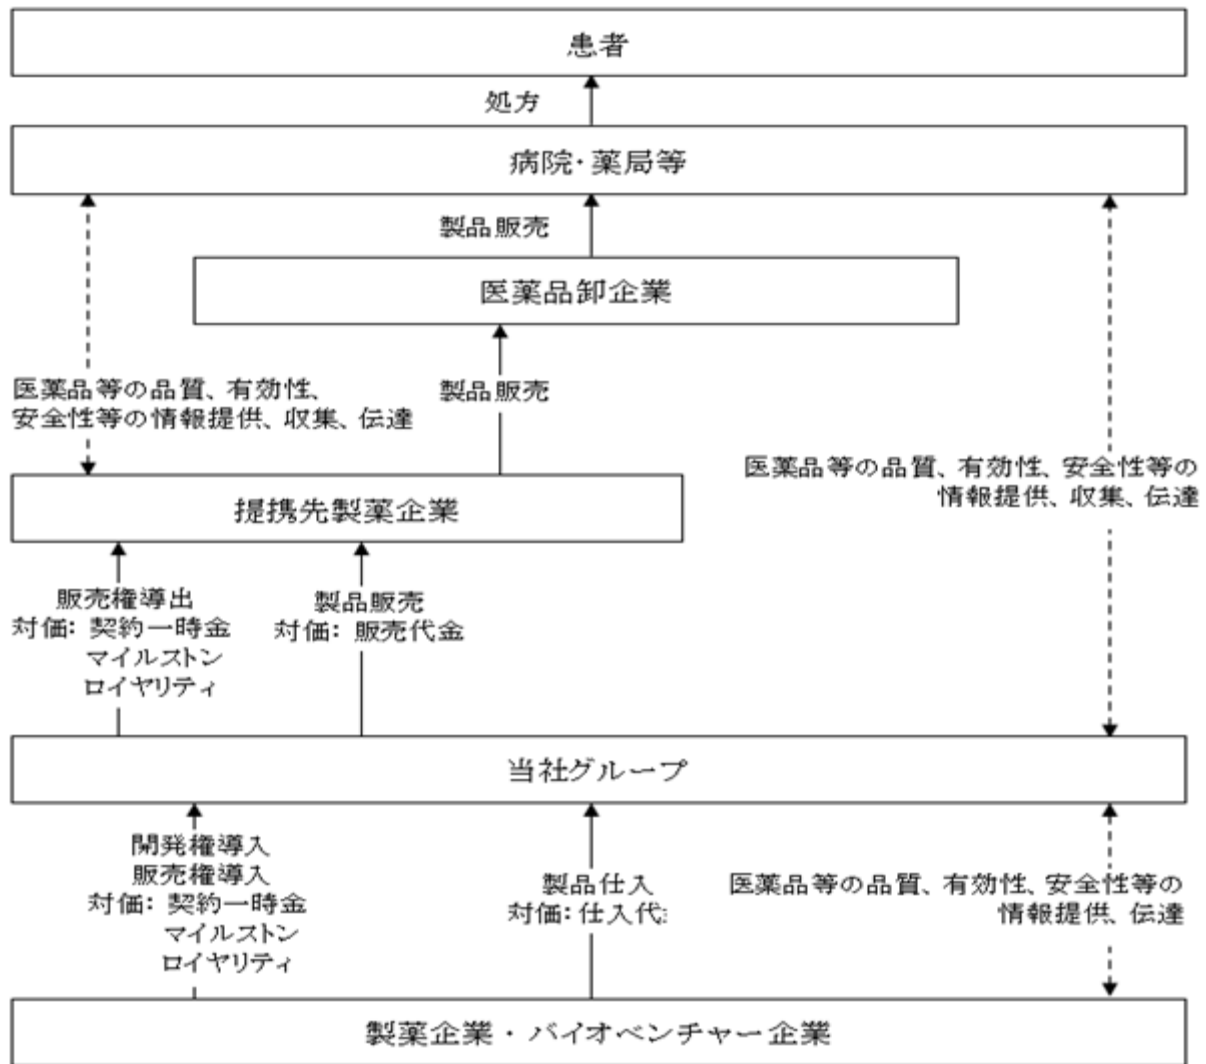 患者
処方
病院・薬局等
製品販売
医薬品卸企業
医薬品等の品質、有効性、
安全性等の情報提供、収集、伝達
製品販売
医薬品等の品質、有効性、安全性等の
情報提供、収集、伝達
提携先製薬企業
販売権導出
対価：契約一時金
マイルストン
ロイヤリティ
製品販売
対価：販売代金
当社グループ
開発権導入
販売権導入
対価：契約一時金
マイルストン
ロイヤリティ
製品仕入
対価：仕入代
医薬品等の品質、有効性、安全性等の
情報提供、伝達
製薬企業・バイオベンチャー企業